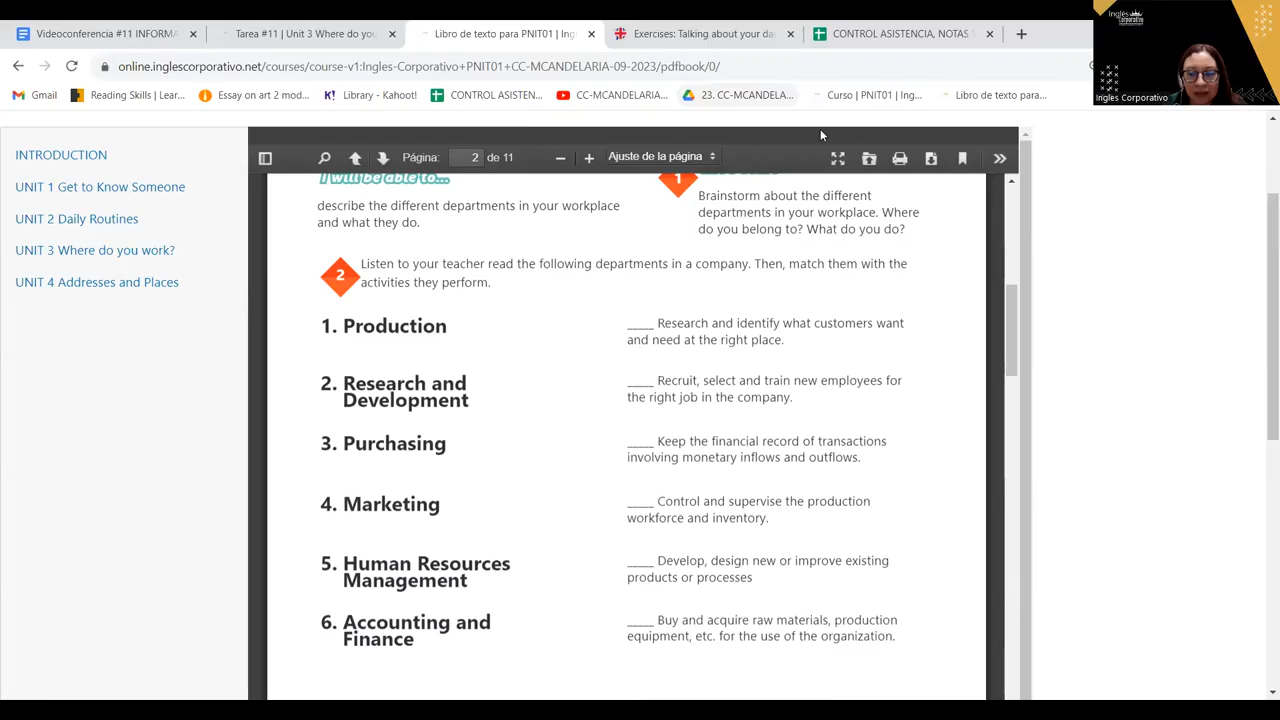 Videoconferencia #11 INFORMA
Tarea #11 | Unit 3 Where do you
Libro de texto para PNIT01 | Ing
Exercises: Talking about your da
CONTROL ASISTENCIA, NOTAS Y
online.inglescorporativo.net/courses/course-v1:Ingles-Corporativo+PNIT01+CC-MCANDELARIA-09-2023/pdfbook/0/
Gmail
Reading Skills | Lear...
Essay on art 2 mod...
Library - Kahoot
CONTROL ASISTEN...
CC-MCANDELARIA...
23. CC-MCANDELA...
Curso | PNIT01 | Ing...
Libro de texto para...
Inglés
Corporativo
Ingles Corporativo
INTRODUCTION
UNIT 1 Get to Know Someone
UNIT 2 Daily Routines
UNIT 3 Where do you work?
UNIT 4 Addresses and Places
Página: 2 de 11
Ajuste de la página
I will be able to...
describe the different departments in your workplace
and what they do.
1
Brainstorm about the different
departments in your workplace. Where
do you belong to? What do you do?
2
Listen to your teacher read the following departments in a company. Then, match them with the
activities they perform.
1. Production
_____ Research and identify what customers want
and need at the right place.
2. Research and
Development
_____ Recruit, select and train new employees for
the right job in the company.
3. Purchasing
_____ Keep the financial record of transactions
involving monetary inflows and outflows.
4. Marketing
_____ Control and supervise the production
workforce and inventory.
5. Human Resources
Management
_____ Develop, design new or improve existing
products or processes
6. Accounting and
Finance
_____ Buy and acquire raw materials, production
equipment, etc. for the use of the organization.